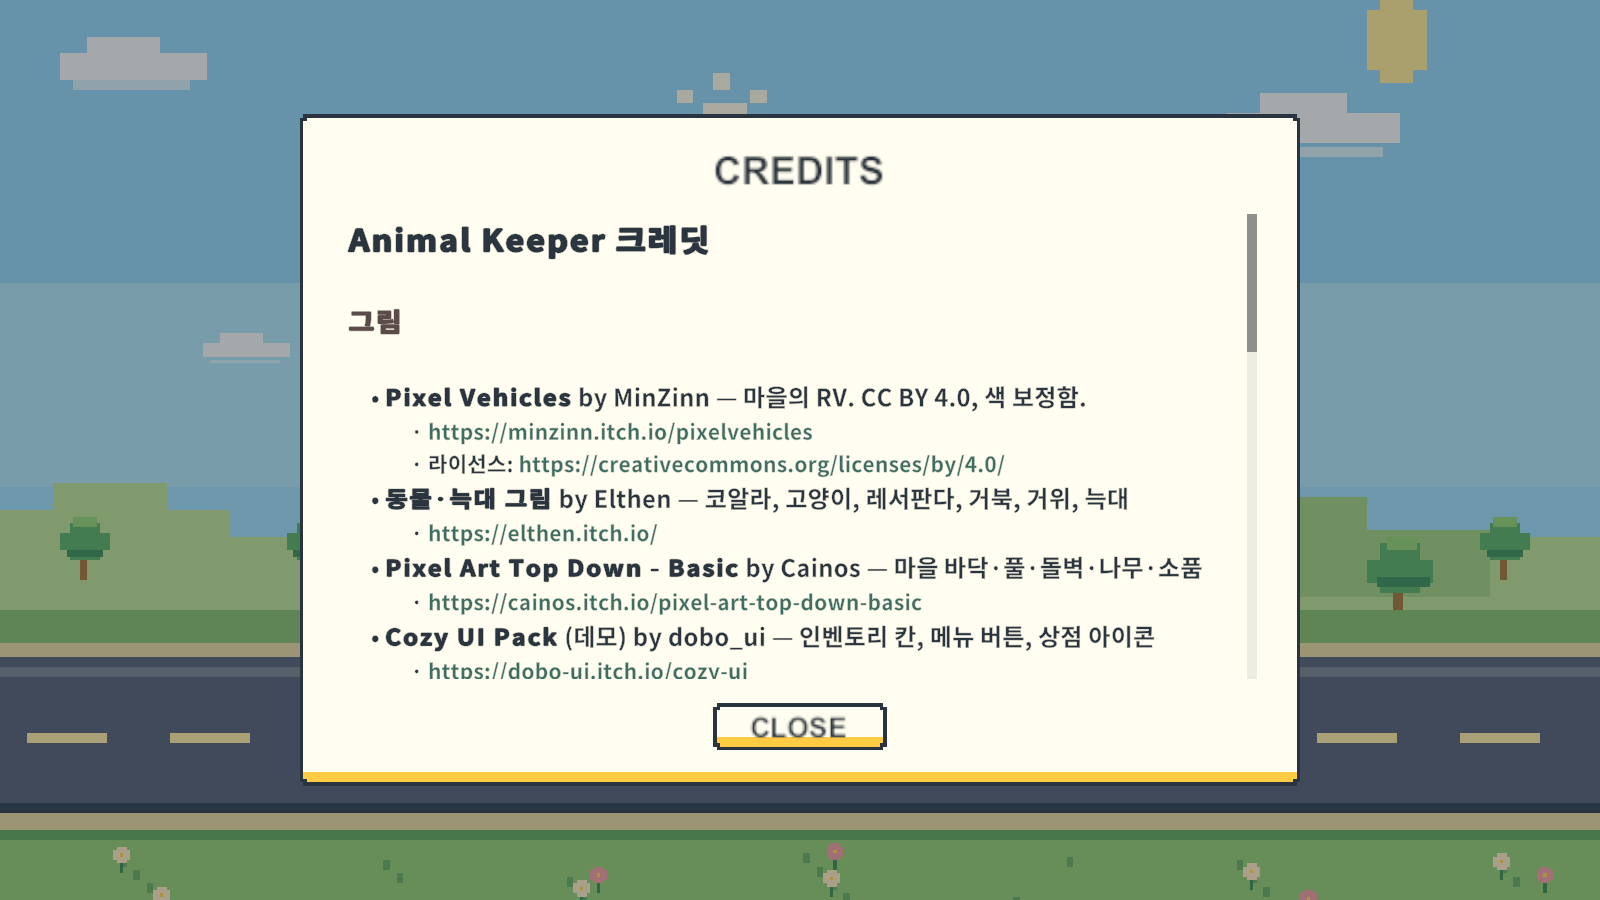 CREDITS
Animal Keeper 크레딧
그림
• Pixel Vehicles by MinZinn — 마을의 RV. CC BY 4.0, 색 보정함.
· https://minzinn.itch.io/pixelvehicles
· 라이선스: https://creativecommons.org/licenses/by/4.0/
• 동물·늑대 그림 by Elthen — 코알라, 고양이, 레서판다, 거북, 거위, 늑대
· https://elthen.itch.io/
• Pixel Art Top Down - Basic by Cainos — 마을 바닥·풀·돌벽·나무·소품
· https://cainos.itch.io/pixel-art-top-down-basic
• Cozy UI Pack (데모) by dobo_ui — 인벤토리 칸, 메뉴 버튼, 상점 아이콘
· https://dobo-ui.itch.io/cozy-ui
CLOSE